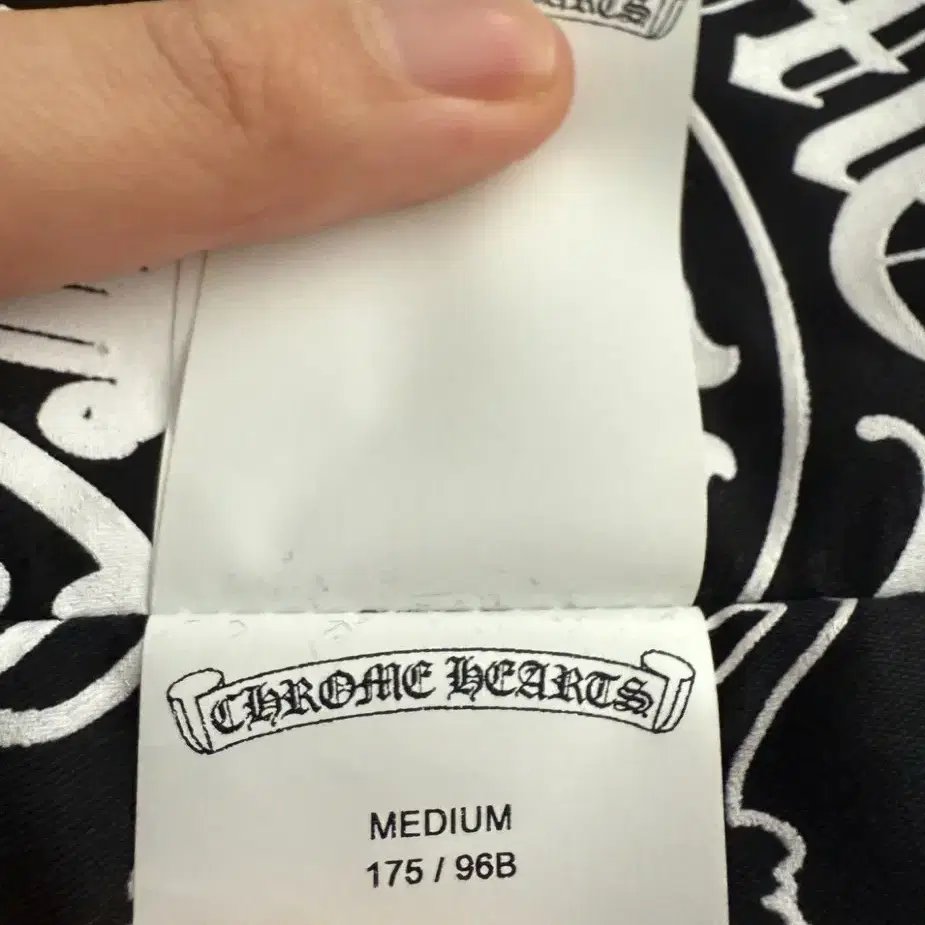 CHROME HEARTS
MEDIUM
175 / 96B